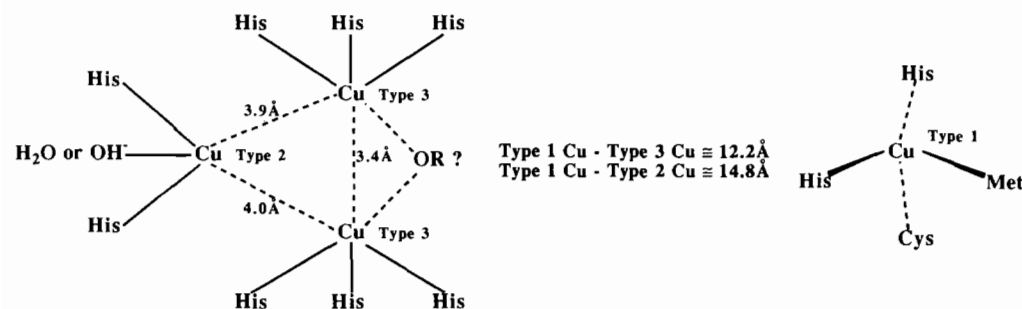 His His His
His
Cu Type 3
3.9Å
H₂O or OH⁻ Cu Type 2
3.4Å
OR ?
4.0Å
His
Cu Type 3
His His His
Type 1 Cu - Type 3 Cu ≅ 12.2Å
Type 1 Cu - Type 2 Cu ≅ 14.8Å
His
Type 1
Cu
His
Met
Cys